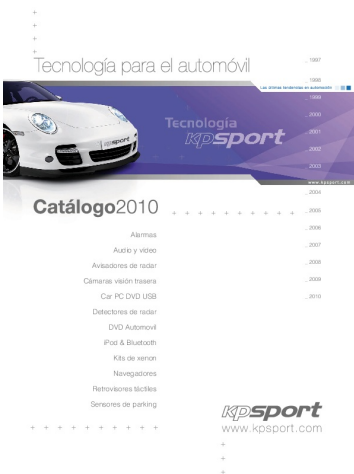 Tecnología para el automóvil
1997
1998
Las últimas tendencias en automoción
1999
2000
Tecnología
2001
kpsport
2002
2003
www.kpsport.com
2004
Catálogo2010
2005
2006
Alarmas
2007
Audio y video
Avisadores de radar
2008
Cámaras visión trasera
2009
Car PC DVD USB
2010
Detectores de radar
DVD Automovil
iPod & Bluetooth
Kits de xenon
Navegadores
Retrovisores táctiles
Sensores de parking
kpsport
www.kpsport.com